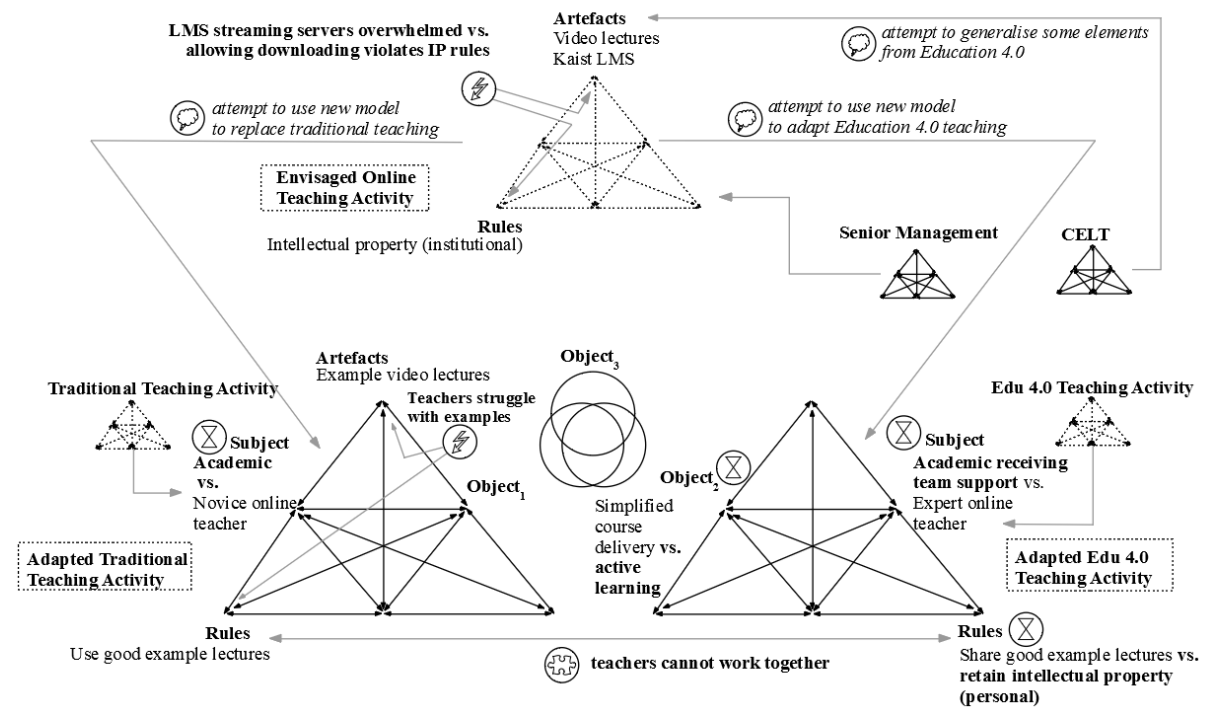 Artefacts
Video lectures
Kaist LMS
LMS streaming servers overwhelmed vs.
allowing downloading violates IP rules
attempt to generalise some elements
from Education 4.0
attempt to use new model
to replace traditional teaching
attempt to use new model
to adapt Education 4.0 teaching
Envisaged Online
Teaching Activity
Rules
Intellectual property (institutional)
Senior Management
CELT
Artefacts
Example video lectures
Teachers struggle
with examples
Object3
Traditional Teaching Activity
Edu 4.0 Teaching Activity
Subject
Academic
vs.
Novice online
teacher
Object1
Object2
Simplified
course
delivery vs.
active
learning
Subject
Academic receiving
team support vs.
Expert online
teacher
Adapted Traditional
Teaching Activity
Adapted Edu 4.0
Teaching Activity
Rules
Use good example lectures
teachers cannot work together
Rules
Share good example lectures vs.
retain intellectual property
(personal)